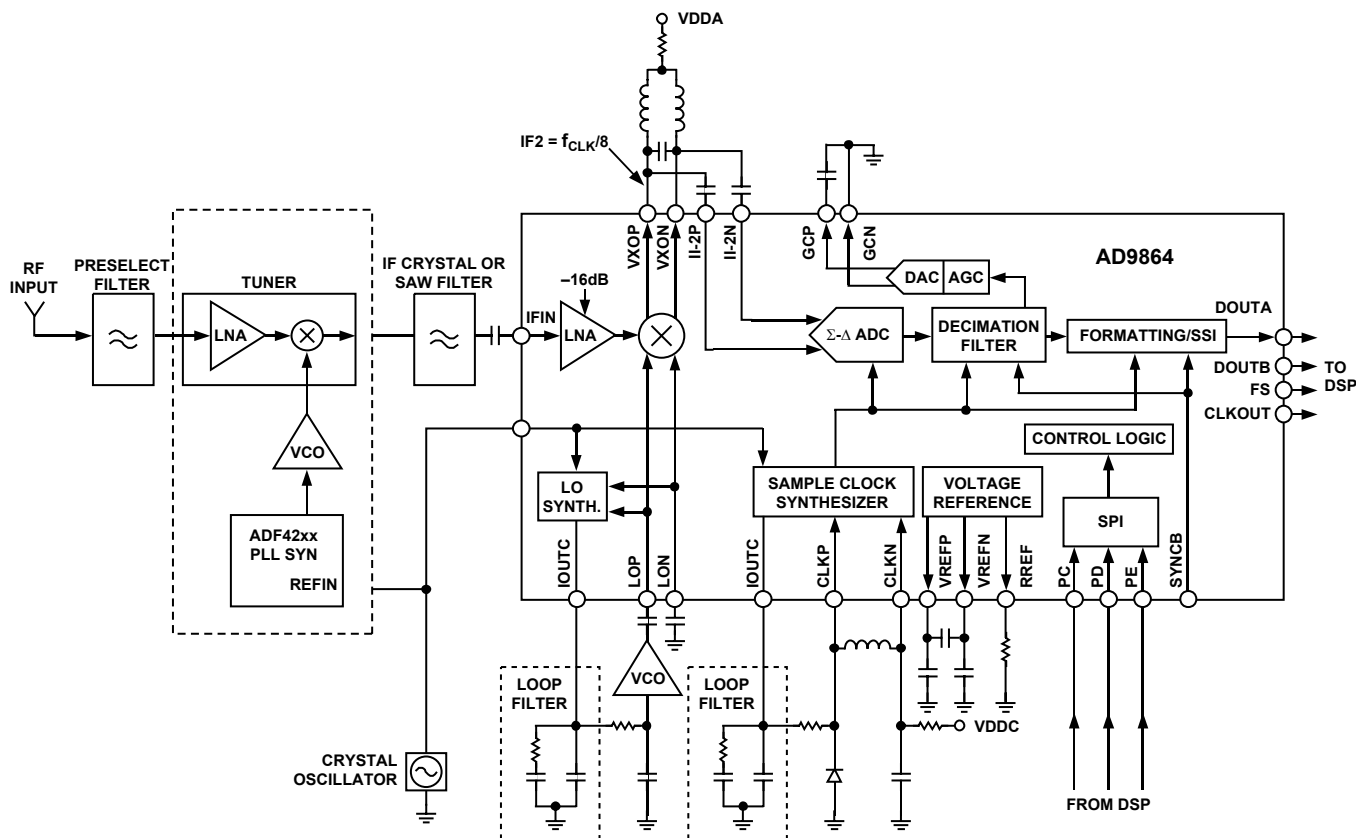 VDDA
IF2 = fCLK/8
VXOP
VXON
II-2P
II-2N
GCP
GCN
AD9864
RF
INPUT
PRESELECT
FILTER
TUNER
LNA
VCO
ADF42xx
PLL SYN
REFIN
IF CRYSTAL OR
SAW FILTER
IFIN
–16dB
LNA
DAC
AGC
Σ-Δ ADC
DECIMATION
FILTER
FORMATTING/SSI
DOUTA
DOUTB
FS
CLKOUT
TO
DSP
CONTROL LOGIC
LO
SYNTH.
SAMPLE CLOCK
SYNTHESIZER
VOLTAGE
REFERENCE
SPI
IOUTC
LOP
LON
IOUTC
CLKP
CLKN
VREFP
VREFN
RREF
PC
PD
PE
SYNCB
LOOP
FILTER
VCO
LOOP
FILTER
VDDC
CRYSTAL
OSCILLATOR
FROM DSP